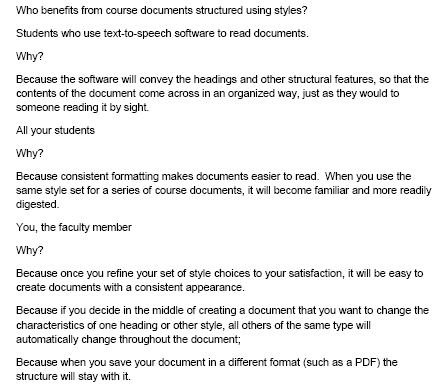 Who benefits from course documents structured using styles?
Students who use text-to-speech software to read documents.
Why?
Because the software will convey the headings and other structural features, so that the
contents of the document come across in an organized way, just as they would to
someone reading it by sight.
All your students
Why?
Because consistent formatting makes documents easier to read.  When you use the
same style set for a series of course documents, it will become familiar and more readily
digested.
You, the faculty member
Why?
Because once you refine your set of style choices to your satisfaction, it will be easy to
create documents with a consistent appearance.
Because if you decide in the middle of creating a document that you want to change the
characteristics of one heading or other style, all others of the same type will
automatically change throughout the document;
Because when you save your document in a different format (such as a PDF) the
structure will stay with it.